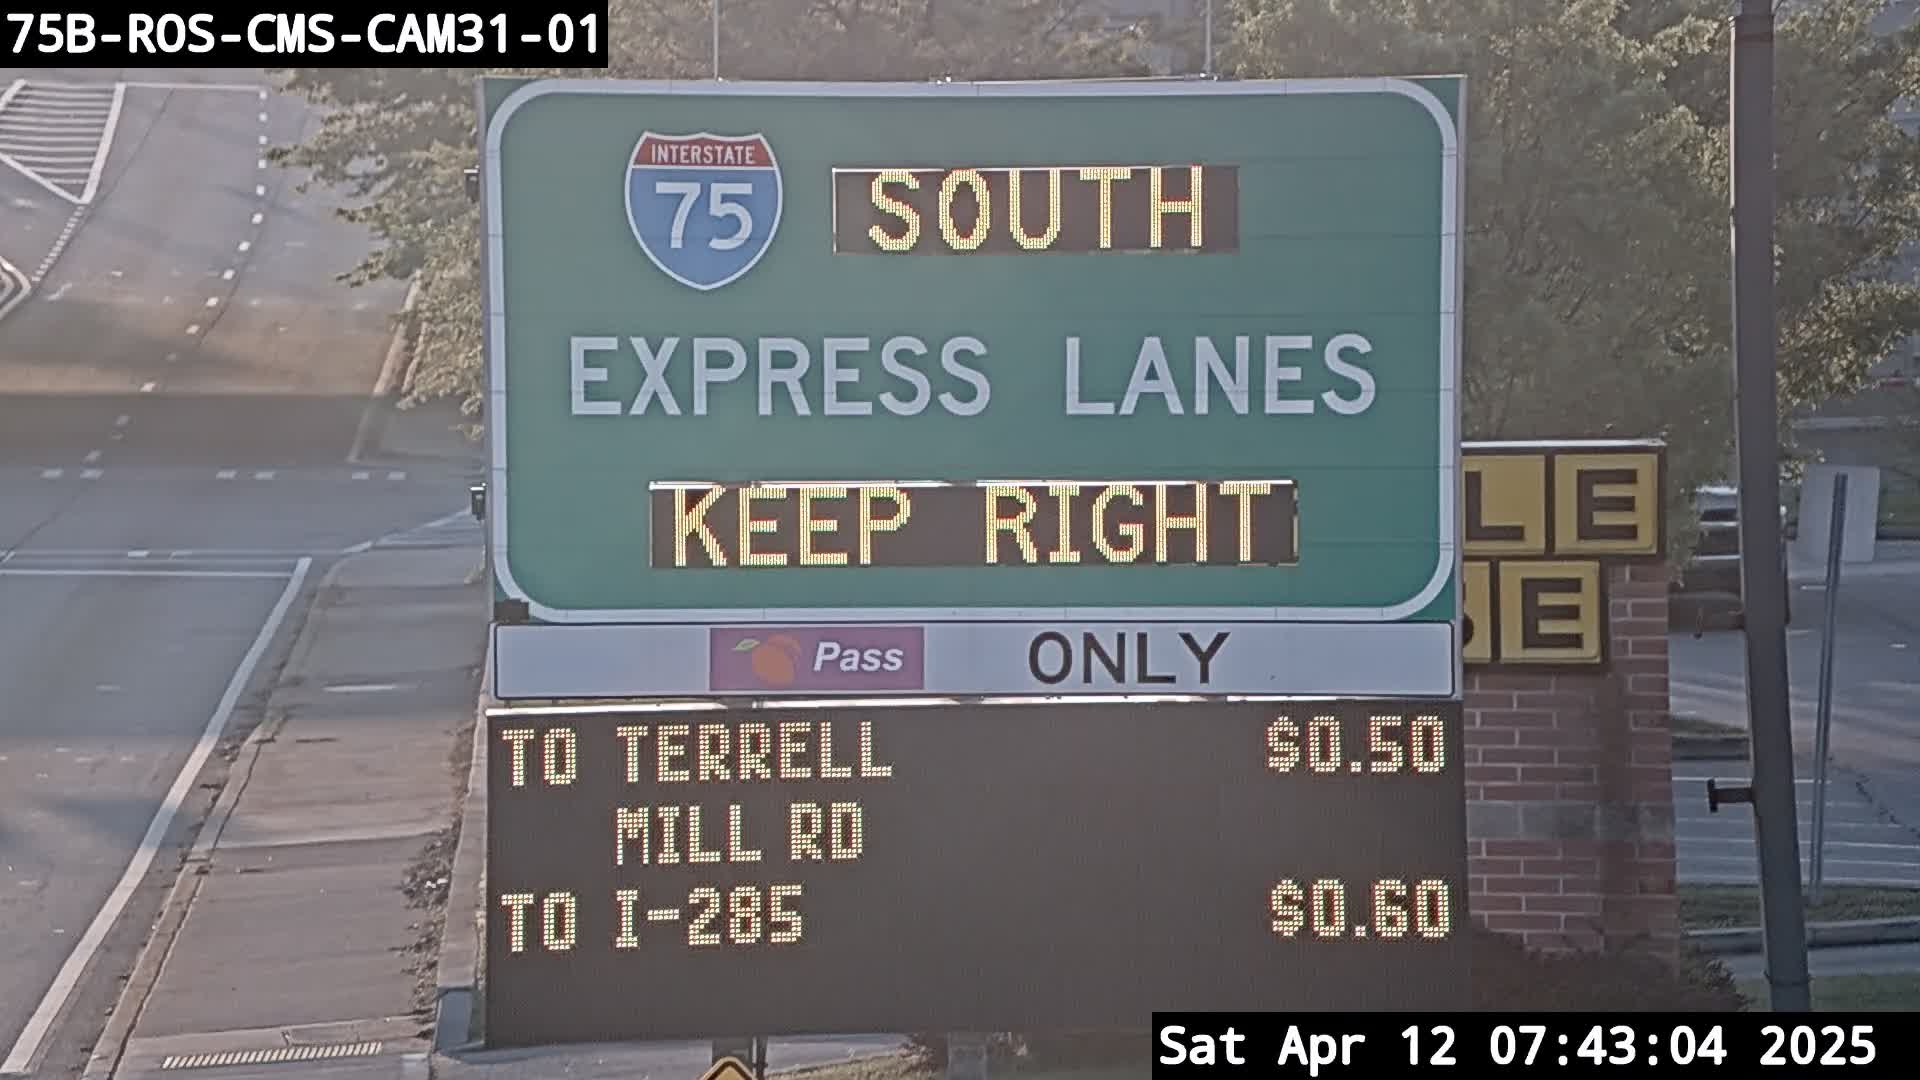 75B-ROS-CMS-CAM31-01
INTERSTATE
75
SOUTH
EXPRESS LANES
KEEP RIGHT
Pass
ONLY
TO TERRELL $0.50
MILL RD
TO I-285 $0.60
LE
E
Sat Apr 12 07:43:04 2025